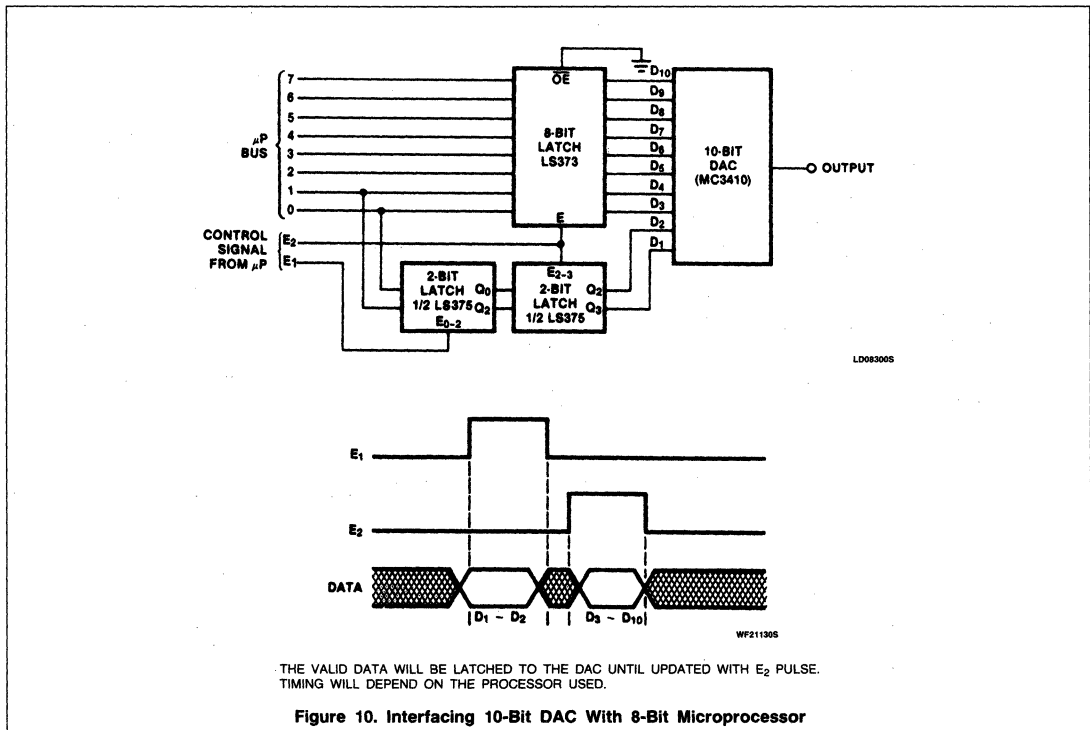 OE
7
6
5
4
3
2
1
0
µP
BUS
8-BIT
LATCH
LS373
E
D10
D9
D8
D7
D6
D5
D4
D3
D2
D1
10-BIT
DAC
(MC3410)
OUTPUT
CONTROL
SIGNAL
FROM µP
E2
E1
2-BIT
LATCH
1/2 LS375
E0-2
Q0
Q2
E2-3
2-BIT
LATCH
1/2 LS375
Q2
Q3
LD08300S
E1
E2
DATA
D1 ~ D2
D3 ~ D10
WF21130S
THE VALID DATA WILL BE LATCHED TO THE DAC UNTIL UPDATED WITH E2 PULSE.
TIMING WILL DEPEND ON THE PROCESSOR USED.
Figure 10. Interfacing 10-Bit DAC With 8-Bit Microprocessor